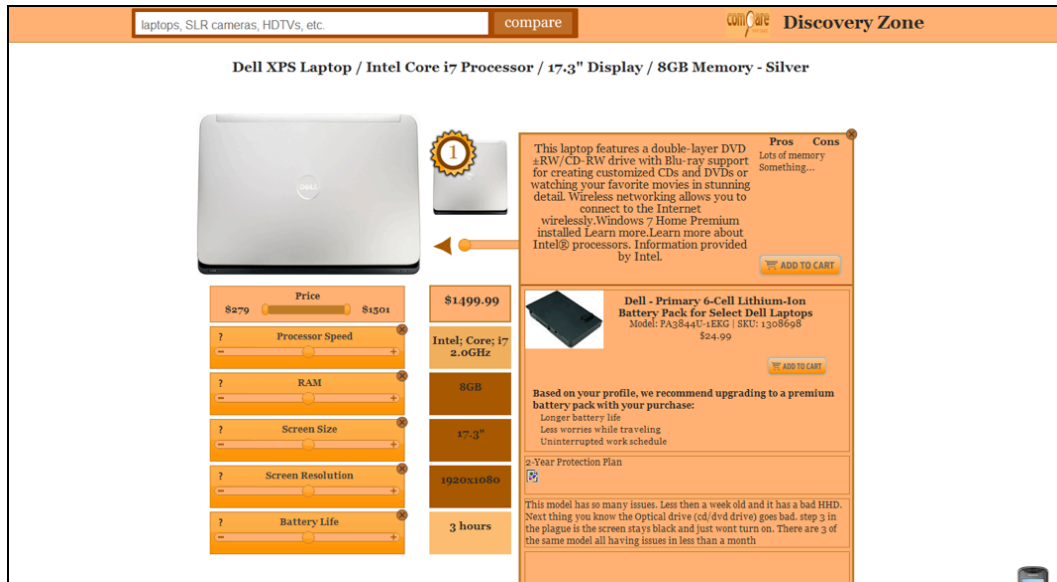 laptops, SLR cameras, HDTVs, etc.
compare
compare
Discovery Zone
Dell XPS Laptop / Intel Core i7 Processor / 17.3" Display / 8GB Memory - Silver
DELL
1
This laptop features a double-layer DVD
±RW/CD-RW drive with Blu-ray support
for creating customized CDs and DVDs or
watching your favorite movies in stunning
detail. Wireless networking allows you to
connect to the Internet
wirelessly.Windows 7 Home Premium
installed Learn more.Learn more about
Intel® processors. Information provided
by Intel.
Pros Cons
Lots of memory
Something...
ADD TO CART
Price
$279 $1501
$1499.99
? Processor Speed
- +
Intel; Core; i7
2.0GHz
? RAM
- +
8GB
? Screen Size
- +
17.3"
? Screen Resolution
- +
1920x1080
? Battery Life
- +
3 hours
Dell - Primary 6-Cell Lithium-Ion
Battery Pack for Select Dell Laptops
Model: PA3844U-1EKG | SKU: 1308698
$24.99
ADD TO CART
Based on your profile, we recommend upgrading to a premium
battery pack with your purchase:
Longer battery life
Less worries while traveling
Uninterrupted work schedule
2-Year Protection Plan
This model has so many issues. Less then a week old and it has a bad HHD.
Next thing you know the Optical drive (cd/dvd drive) goes bad. step 3 in
the plague is the screen stays black and just wont turn on. There are 3 of
the same model all having issues in less than a month